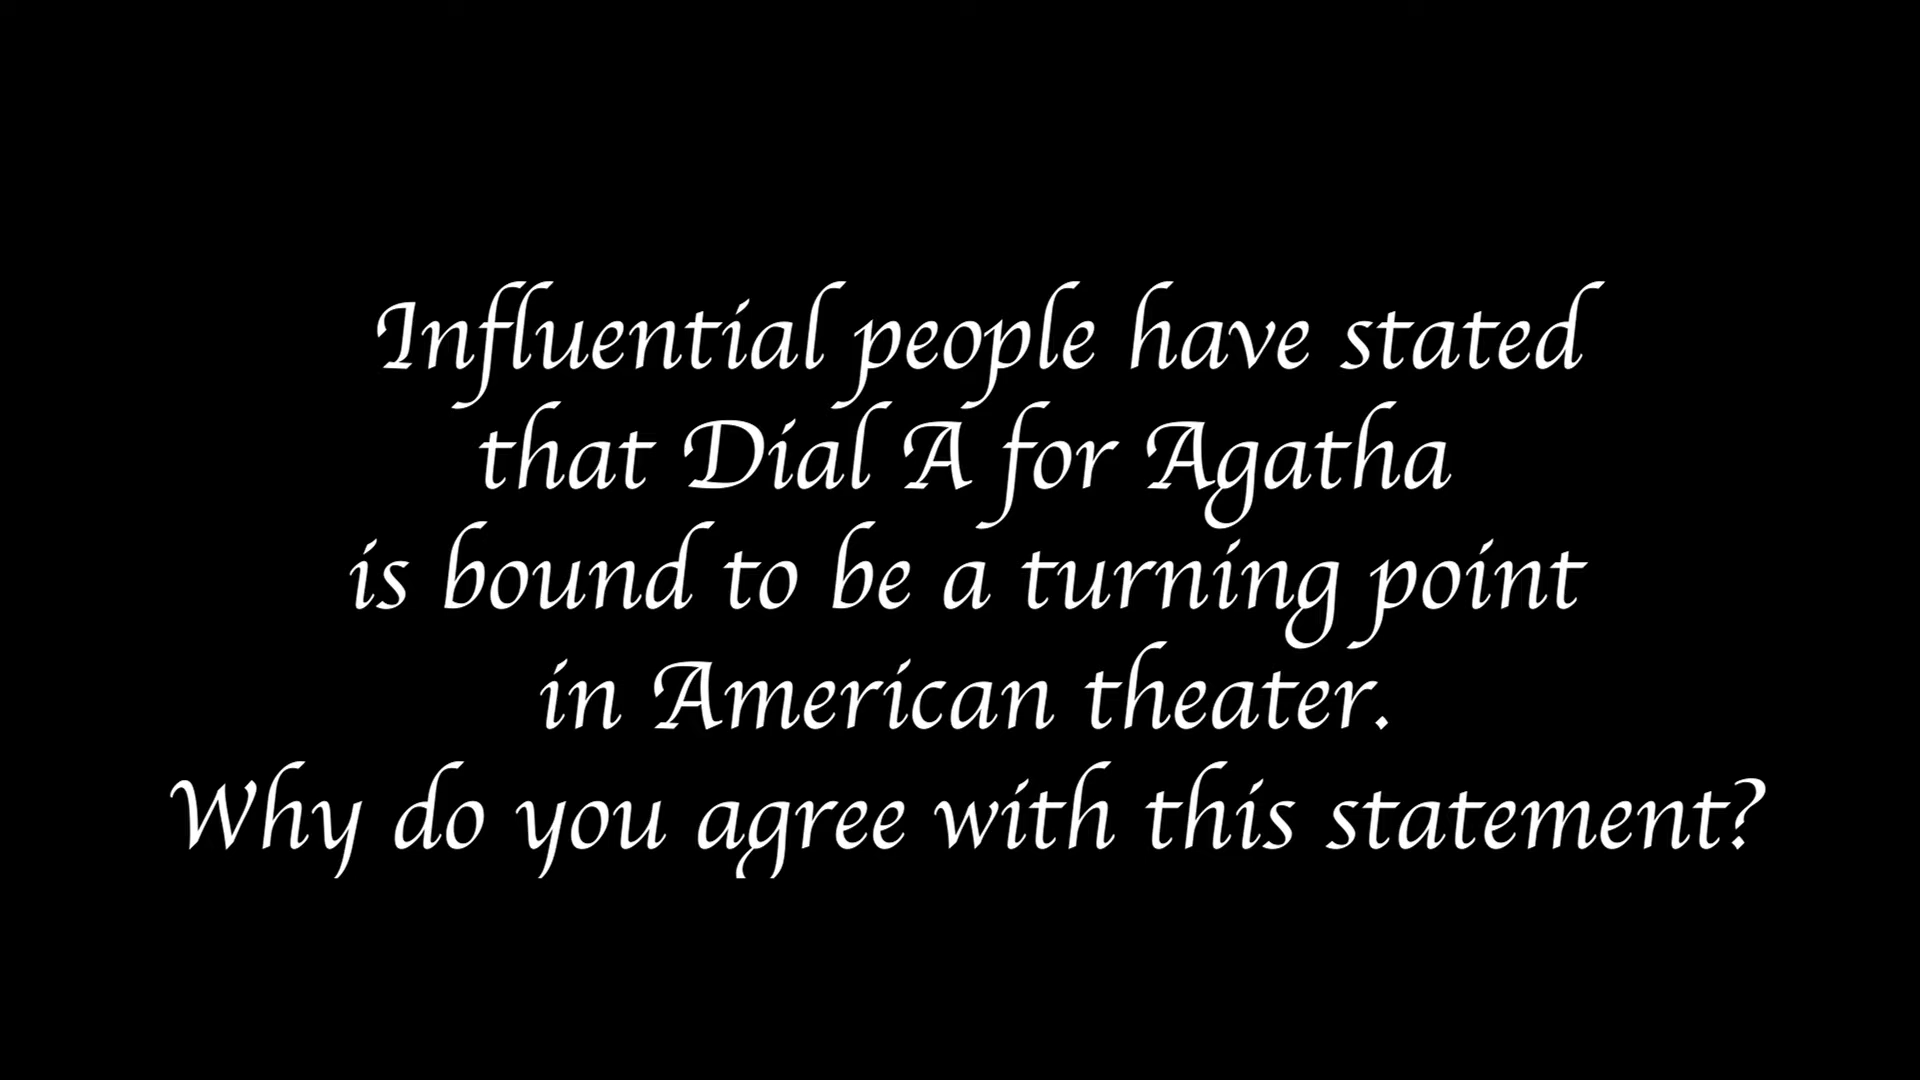 Influential people have stated
that Dial A for Agatha
is bound to be a turning point
in American theater.
Why do you agree with this statement?